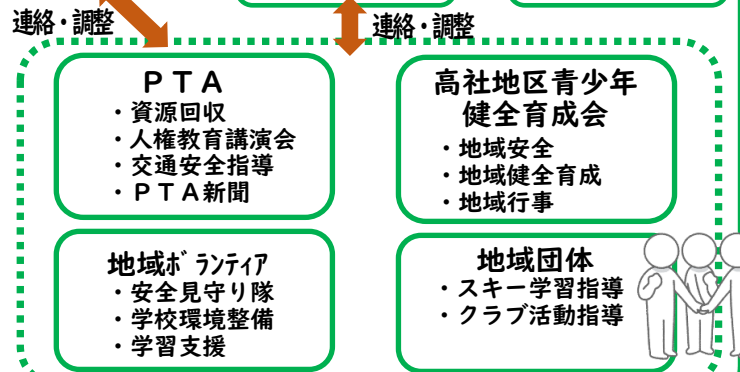 連絡・調整
連絡・調整
ＰＴＡ
・資源回収
・人権教育講演会
・交通安全指導
・ＰＴＡ新聞
高社地区青少年
健全育成会
・地域安全
・地域健全育成
・地域行事
地域ﾎﾞﾗﾝﾃｨｱ
・安全見守り隊
・学校環境整備
・学習支援
地域団体
・スキー学習指導
・クラブ活動指導